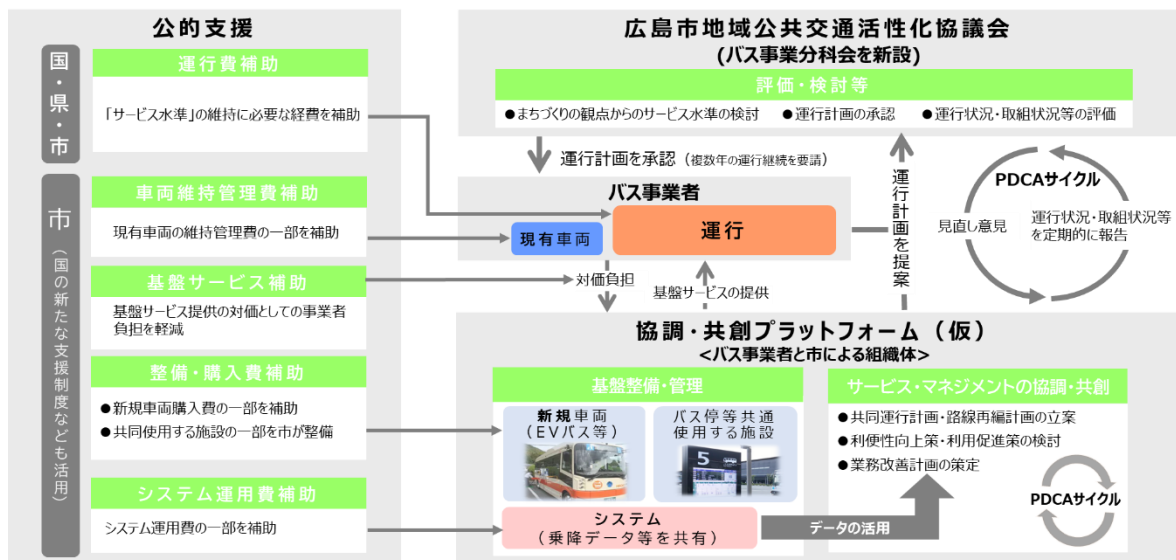 公的支援
国・県・市
運行費補助
「サービス水準」の維持に必要な経費を補助
市
（国の新たな支援制度なども活用）
車両維持管理費補助
現有車両の維持管理費の一部を補助
基盤サービス補助
基盤サービス提供の対価としての事業者
負担を軽減
整備・購入費補助
●新規車両購入費の一部を補助
●共同使用する施設の一部を市が整備
システム運用費補助
システム運用費の一部を補助
広島市地域公共交通活性化協議会
(バス事業分科会を新設)
評価・検討等
●まちづくりの観点からのサービス水準の検討 ●運行計画の承認 ●運行状況・取組状況等の評価
運行計画を承認（複数年の運行継続を要請）
バス事業者
現有車両
運行
運行計画を提案
PDCAサイクル
見直し意見
運行状況・取組状況等
を定期的に報告
対価負担
基盤サービスの提供
協調・共創プラットフォーム（仮）
<バス事業者と市による組織体>
基盤整備・管理
新規車両
（EVバス等）
バス停等共通
使用する施設
5
システム
（乗降データ等を共有）
データの活用
サービス・マネジメントの協調・共創
●共同運行計画・路線再編計画の立案
●利便性向上策・利用促進策の検討
●業務改善計画の策定
PDCAサイクル